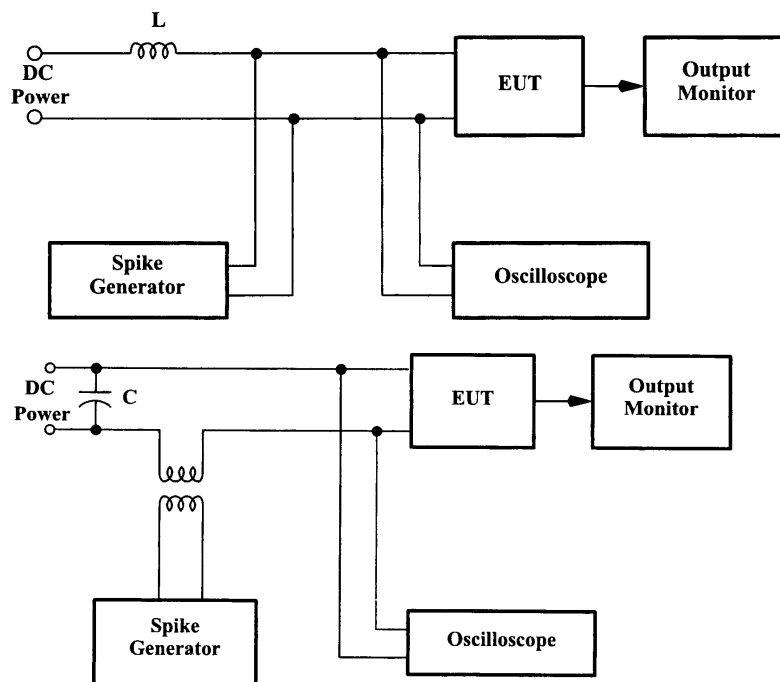 L
DC
Power
EUT
Output
Monitor
Spike
Generator
Oscilloscope
DC
Power
C
EUT
Output
Monitor
Spike
Generator
Oscilloscope